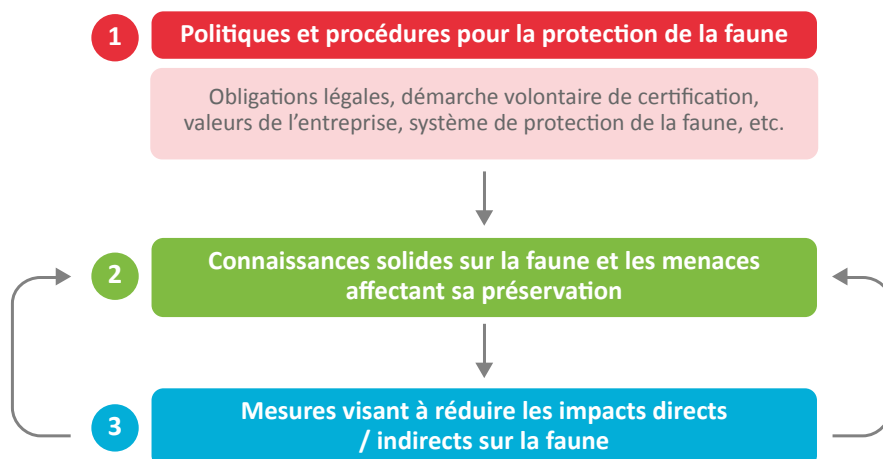 1
Politiques et procédures pour la protection de la faune
Obligations légales, démarche volontaire de certification,
valeurs de l’entreprise, système de protection de la faune, etc.
2
Connaissances solides sur la faune et les menaces
affectant sa préservation
3
Mesures visant à réduire les impacts directs
/ indirects sur la faune